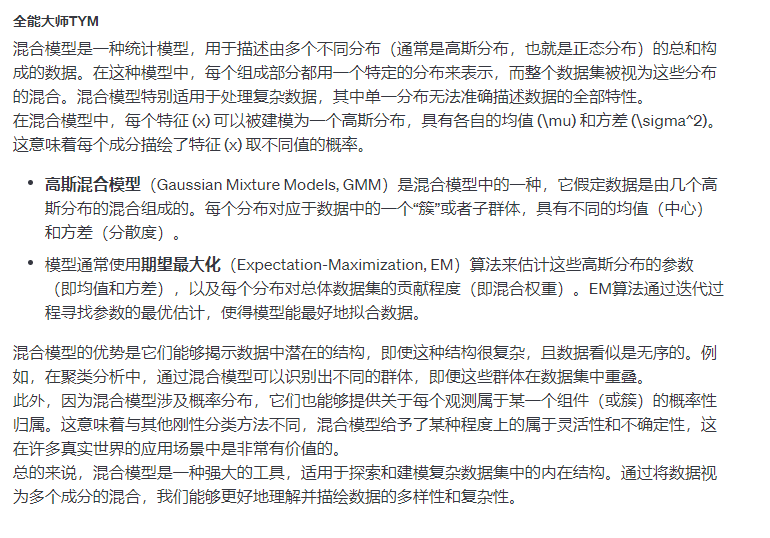 全能大师TYM
混合模型是一种统计模型，用于描述由多个不同分布（通常是高斯分布，也就是正态分布）的总和构
成的数据。在这种模型中，每个组成部分都用一个特定的分布来表示，而整个数据集被视为这些分布
的混合。混合模型特别适用于处理复杂数据，其中单一分布无法准确描述数据的全部特性。
在混合模型中，每个特征 (x) 可以被建模为一个高斯分布，具有各自的均值 (\mu) 和方差 (\sigma^2)。
这意味着每个成分描绘了特征 (x) 取不同值的概率。
• 高斯混合模型（Gaussian Mixture Models, GMM）是混合模型中的一种，它假定数据是由几个高
斯分布的混合组成的。每个分布对应于数据中的一个“簇”或者子群体，具有不同的均值（中心）
和方差（分散度）。
• 模型通常使用期望最大化（Expectation-Maximization, EM）算法来估计这些高斯分布的参数
（即均值和方差），以及每个分布对总体数据集的贡献程度（即混合权重）。EM算法通过迭代过
程寻找参数的最优估计，使得模型能最好地拟合数据。
混合模型的优势是它们能够揭示数据中潜在的结构，即使这种结构很复杂，且数据看似是无序的。例
如，在聚类分析中，通过混合模型可以识别出不同的群体，即便这些群体在数据集中重叠。
此外，因为混合模型涉及概率分布，它们也能够提供关于每个观测属于某一个组件（或簇）的概率性
归属。这意味着与其他刚性分类方法不同，混合模型给予了某种程度上的属于灵活性和不确定性，这
在许多真实世界的应用场景中是非常有价值的。
总的来说，混合模型是一种强大的工具，适用于探索和建模复杂数据集中的内在结构。通过将数据视
为多个成分的混合，我们能够更好地理解并描绘数据的多样性和复杂性。